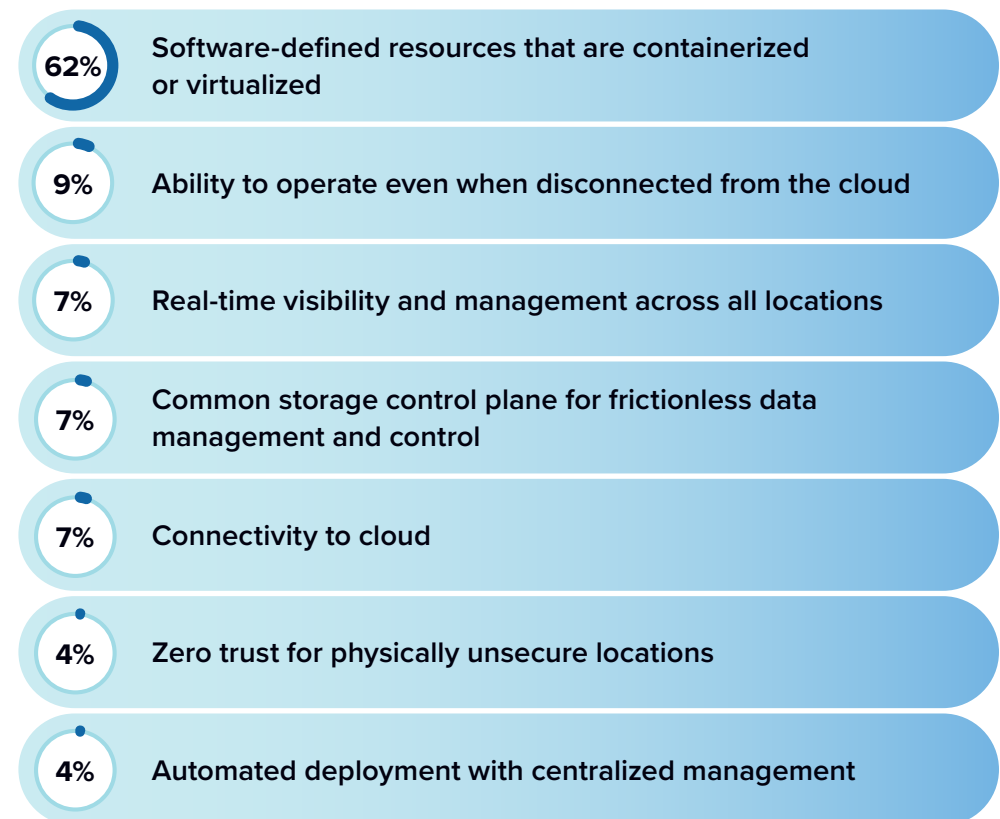 62%
Software-defined resources that are containerized
or virtualized
9%
Ability to operate even when disconnected from the cloud
7%
Real-time visibility and management across all locations
7%
Common storage control plane for frictionless data
management and control
7%
Connectivity to cloud
4%
Zero trust for physically unsecure locations
4%
Automated deployment with centralized management